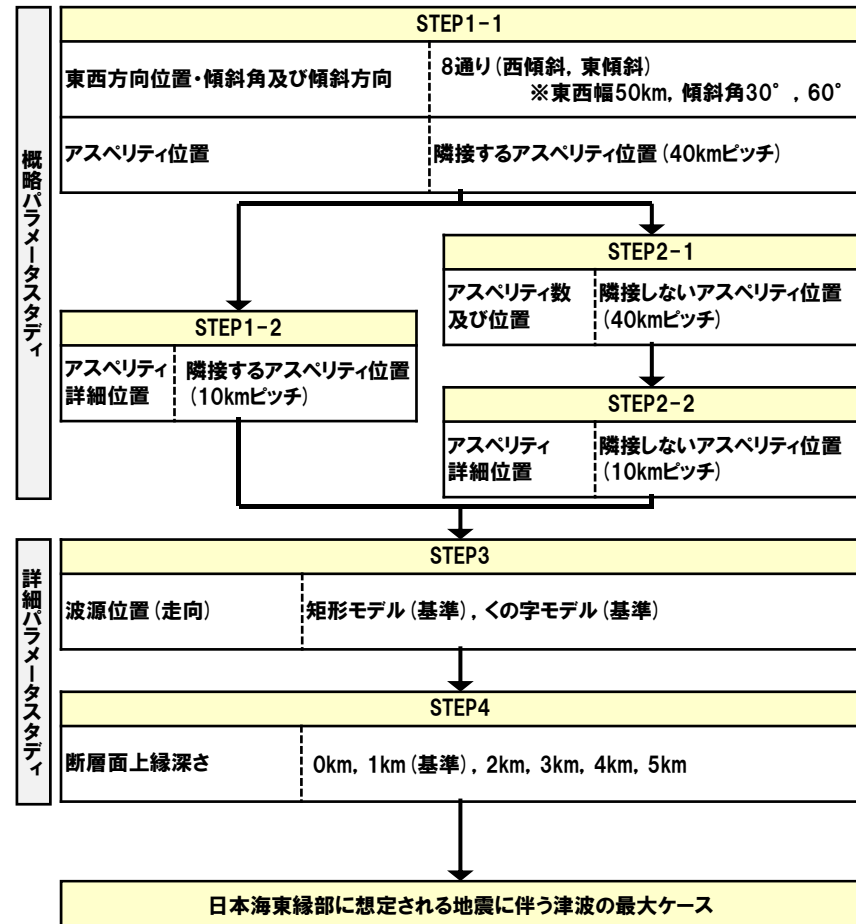 概略パラメータスタディ
STEP1-1
東西方向位置・傾斜角及び傾斜方向
8通り(西傾斜, 東傾斜)
※東西幅50km, 傾斜角30°, 60°
アスペリティ位置
隣接するアスペリティ位置(40kmピッチ)
STEP1-2
アスペリティ
詳細位置
隣接するアスペリティ位置
(10kmピッチ)
STEP2-1
アスペリティ数
及び位置
隣接しないアスペリティ位置
(40kmピッチ)
STEP2-2
アスペリティ
詳細位置
隣接しないアスペリティ位置
(10kmピッチ)
詳細パラメータスタディ
STEP3
波源位置(走向)
矩形モデル(基準), くの字モデル(基準)
STEP4
断層面上縁深さ
0km, 1km(基準), 2km, 3km, 4km, 5km
日本海東縁部に想定される地震に伴う津波の最大ケース